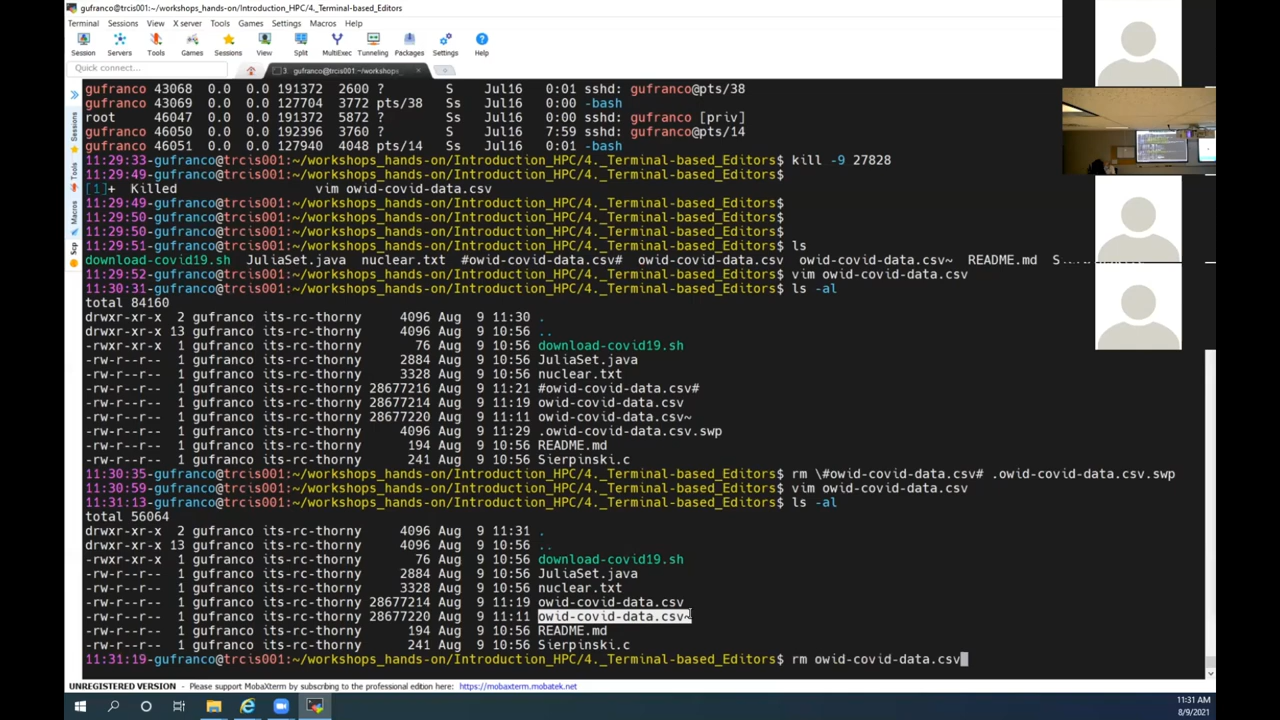 gufranco@trcis001:~/workshops_hands-on/Introduction_HPC/4._Terminal-based_Editors
Terminal Sessions View X server Tools Games Settings Macros Help
Session Servers Tools Games Sessions View Split MultiExec Tunneling Packages Settings Help
Quick connect...
3. gufranco@trcis001:~/workshops_
Sessions
Tools
Macros
Scp
gufranco 43068 0.0 0.0 191372 2600 ? S Jul16 0:01 sshd: gufranco@pts/38
gufranco 43069 0.0 0.0 127704 3772 pts/38 Ss Jul16 0:00 -bash
root 46047 0.0 0.0 191372 5872 ? Ss Jul16 0:00 sshd: gufranco [priv]
gufranco 46050 0.0 0.0 192396 3760 ? S Jul16 7:59 sshd: gufranco@pts/14
gufranco 46051 0.0 0.0 127940 4464 pts/14 Ss Jul16 0:01 -bash
11:29:33-gufranco@trcis001:~/workshops_hands-on/Introduction_HPC/4._Terminal-based_Editors$ kill -9 27828
11:29:49-gufranco@trcis001:~/workshops_hands-on/Introduction_HPC/4._Terminal-based_Editors$
[1]+ Killed vim owid-covid-data.csv
11:29:49-gufranco@trcis001:~/workshops_hands-on/Introduction_HPC/4._Terminal-based_Editors$
11:29:50-gufranco@trcis001:~/workshops_hands-on/Introduction_HPC/4._Terminal-based_Editors$
11:29:50-gufranco@trcis001:~/workshops_hands-on/Introduction_HPC/4._Terminal-based_Editors$
11:29:51-gufranco@trcis001:~/workshops_hands-on/Introduction_HPC/4._Terminal-based_Editors$ ls
download-covid19.sh JuliaSet.java nuclear.txt #owid-covid-data.csv# owid-covid-data.csv owid-covid-data.csv~ README.md
11:29:52-gufranco@trcis001:~/workshops_hands-on/Introduction_HPC/4._Terminal-based_Editors$ vim owid-covid-data.csv
11:30:31-gufranco@trcis001:~/workshops_hands-on/Introduction_HPC/4._Terminal-based_Editors$ ls -al
total 84160
drwxr-xr-x 2 gufranco its-rc-thorny 4096 Aug 9 11:30 .
drwxr-xr-x 13 gufranco its-rc-thorny 4096 Aug 9 10:56 ..
-rwxr-xr-x 1 gufranco its-rc-thorny 76 Aug 9 10:56 download-covid19.sh
-rw-r--r-- 1 gufranco its-rc-thorny 2884 Aug 9 10:56 JuliaSet.java
-rw-r--r-- 1 gufranco its-rc-thorny 3328 Aug 9 10:56 nuclear.txt
-rw-r--r-- 1 gufranco its-rc-thorny 28677216 Aug 9 11:21 #owid-covid-data.csv#
-rw-r--r-- 1 gufranco its-rc-thorny 28677214 Aug 9 11:19 owid-covid-data.csv
-rw-r--r-- 1 gufranco its-rc-thorny 28677220 Aug 9 11:11 owid-covid-data.csv~
-rw-r--r-- 1 gufranco its-rc-thorny 4096 Aug 9 11:29 .owid-covid-data.csv.swp
-rw-r--r-- 1 gufranco its-rc-thorny 194 Aug 9 10:56 README.md
-rw-r--r-- 1 gufranco its-rc-thorny 241 Aug 9 10:56 Sierpinski.c
11:30:35-gufranco@trcis001:~/workshops_hands-on/Introduction_HPC/4._Terminal-based_Editors$ rm \#owid-covid-data.csv# .owid-covid-data.csv.swp
11:30:59-gufranco@trcis001:~/workshops_hands-on/Introduction_HPC/4._Terminal-based_Editors$ vim owid-covid-data.csv
11:31:13-gufranco@trcis001:~/workshops_hands-on/Introduction_HPC/4._Terminal-based_Editors$ ls -al
total 56064
drwxr-xr-x 2 gufranco its-rc-thorny 4096 Aug 9 11:31 .
drwxr-xr-x 13 gufranco its-rc-thorny 4096 Aug 9 10:56 ..
-rwxr-xr-x 1 gufranco its-rc-thorny 76 Aug 9 10:56 download-covid19.sh
-rw-r--r-- 1 gufranco its-rc-thorny 2884 Aug 9 10:56 JuliaSet.java
-rw-r--r-- 1 gufranco its-rc-thorny 3328 Aug 9 10:56 nuclear.txt
-rw-r--r-- 1 gufranco its-rc-thorny 28677214 Aug 9 11:19 owid-covid-data.csv
-rw-r--r-- 1 gufranco its-rc-thorny 28677220 Aug 9 11:11 owid-covid-data.csv~
-rw-r--r-- 1 gufranco its-rc-thorny 194 Aug 9 10:56 README.md
-rw-r--r-- 1 gufranco its-rc-thorny 241 Aug 9 10:56 Sierpinski.c
11:31:19-gufranco@trcis001:~/workshops_hands-on/Introduction_HPC/4._Terminal-based_Editors$ rm owid-covid-data.csv
UNREGISTERED VERSION - Please support MobaXterm by subscribing to the professional edition here: https://mobaxterm.mobatek.net
11:31 AM
8/9/2021